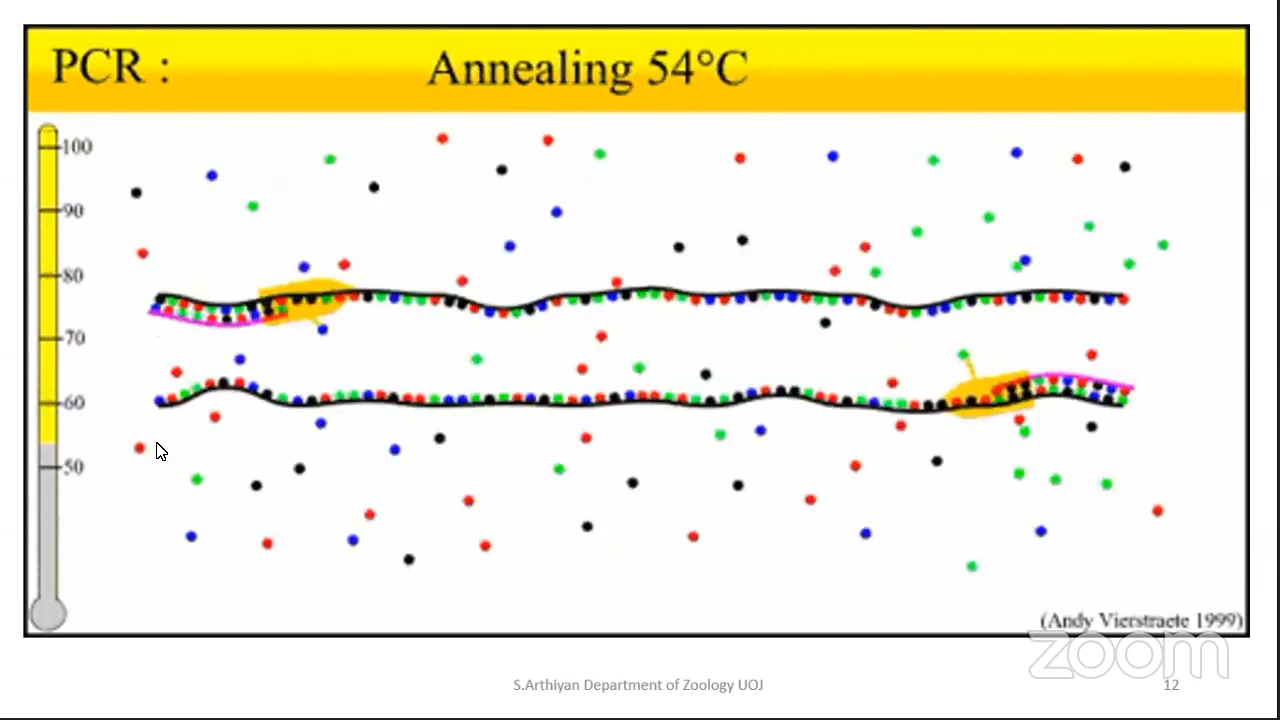 PCR :
Annealing 54°C
100
90
80
70
60
50
(Andy Vierstraete 1999)
zoom
S.Arthiyan Department of Zoology UOJ
12